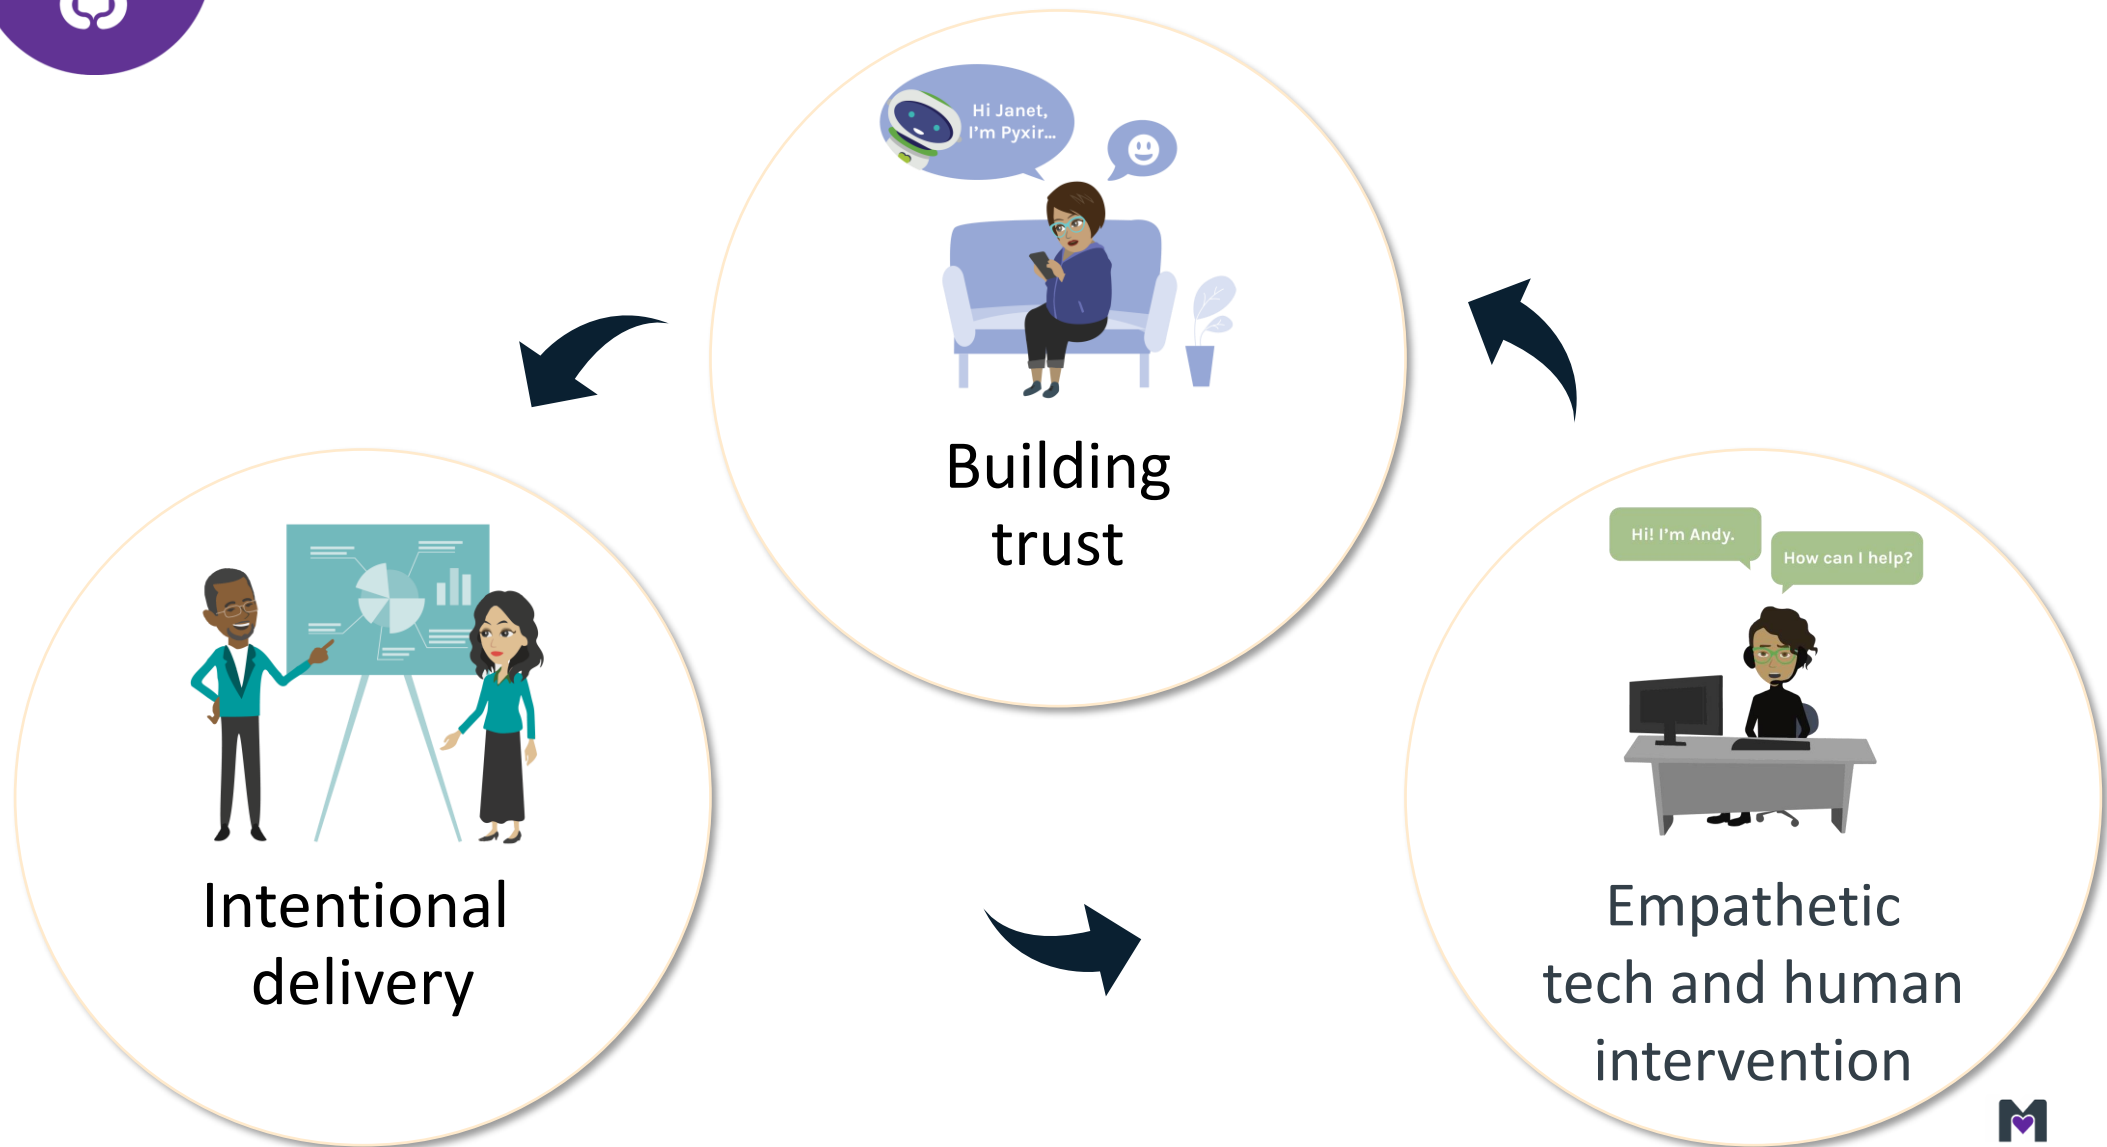 Hi Janet,
I'm Pyxir...
Building
trust
Intentional
delivery
Hi! I'm Andy.
How can I help?
Empathetic
tech and human
intervention
M